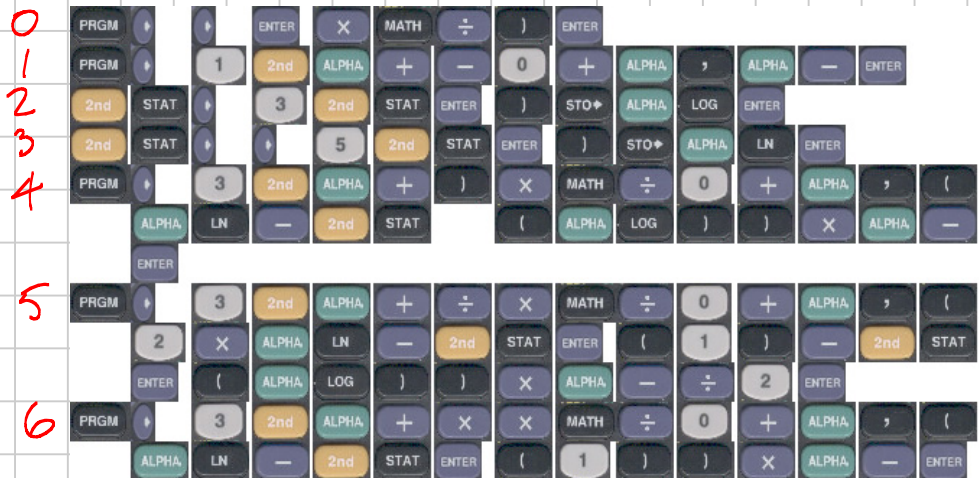 0 PRGM ENTER × MATH ÷ ) ENTER
1 PRGM 1 2nd ALPHA + − 0 + ALPHA , ALPHA − ENTER
2 2nd STAT 3 2nd STAT ENTER ) STO▸ ALPHA LOG ENTER
3 2nd STAT 5 2nd STAT ENTER ) STO▸ ALPHA LN ENTER
4 PRGM 3 2nd ALPHA + ) × MATH ÷ 0 + ALPHA , (
ALPHA LN − 2nd STAT ( ALPHA LOG ) ) × ALPHA −
ENTER
5 PRGM 3 2nd ALPHA + ÷ × MATH ÷ 0 + ALPHA , (
2 × ALPHA LN − 2nd STAT ENTER ( 1 ) − 2nd STAT
ENTER ( ALPHA LOG ) ) × ALPHA − ÷ 2 ENTER
6 PRGM 3 2nd ALPHA + × × MATH ÷ 0 + ALPHA , (
ALPHA LN − 2nd STAT ENTER ( 1 ) ) × ALPHA − ENTER